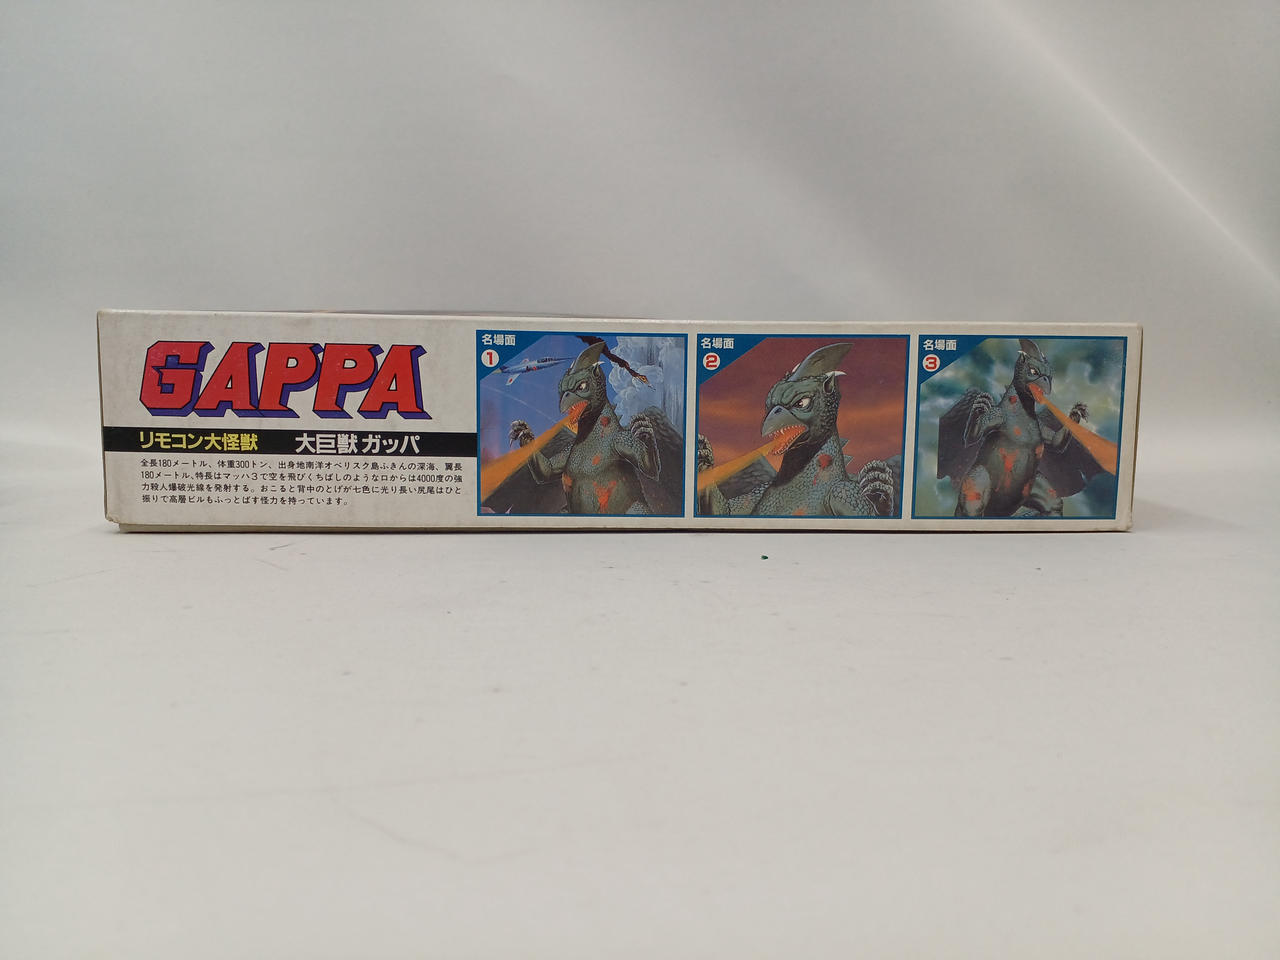 GAPPA
リモコン大怪獣 大巨獣 ガッパ
全長180メートル、体重300トン、出身地南洋オベリスク島ふきんの深海、翼長
180メートル、特長はマッハ3で空を飛びくちばしのような口からは4000度の強
力殺人爆破光線を発射する。おこると背中のとげが七色に光り長い尻尾はひと
振りで高層ビルもふっとばす怪力を持っています。
名場面
1
名場面
2
名場面
3